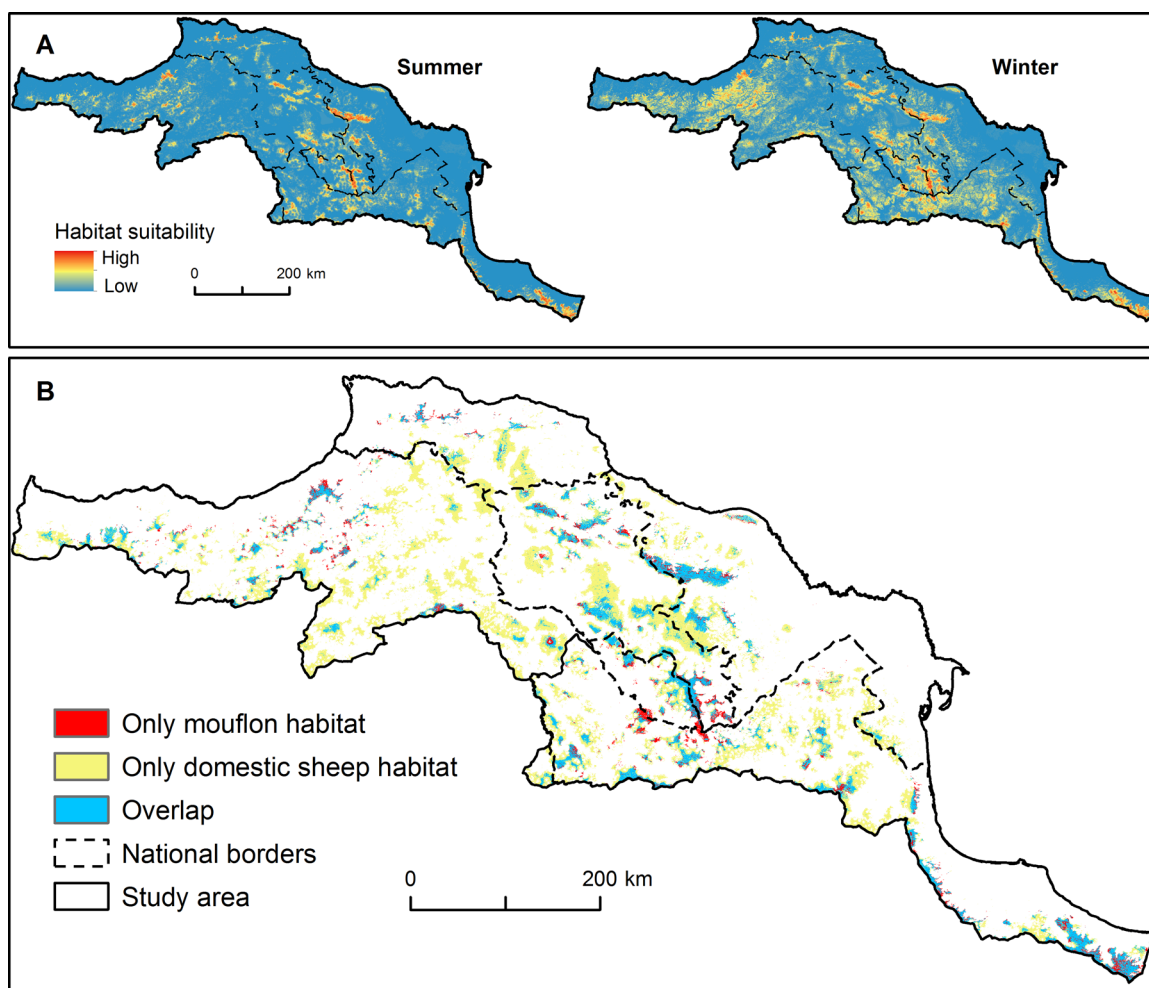 A
Summer
Winter
Habitat suitability
High
Low
0 200 km
B
Only mouflon habitat
Only domestic sheep habitat
Overlap
National borders
Study area
0 200 km